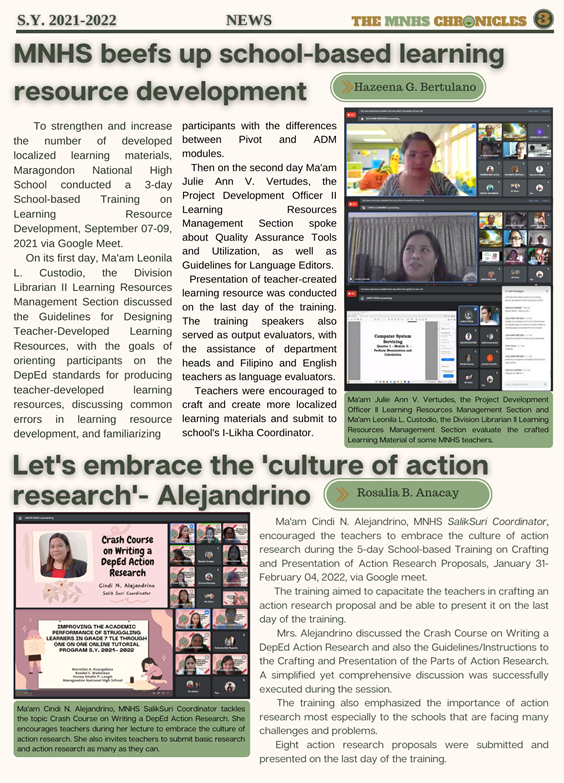 S.Y. 2021-2022
NEWS
THE MNHS CHRONICLES
3
MNHS beefs up school-based learning
resource development
Hazeena G. Bertulano
To strengthen and increase
the number of developed
localized learning materials,
Maragondon National High
School conducted a 3-day
School-based Training on
Learning Resource
Development, September 07-09,
2021 via Google Meet.
On its first day, Ma'am Leonila
L. Custodio, the Division
Librarian II Learning Resources
Management Section discussed
the Guidelines for Designing
Teacher-Developed Learning
Resources, with the goals of
orienting participants on the
DepEd standards for producing
teacher-developed learning
resources, discussing common
errors in learning resource
development, and familiarizing
participants with the differences
between Pivot and ADM
modules.
Then on the second day Ma'am
Julie Ann V. Vertudes, the
Project Development Officer II
Learning Resources
Management Section spoke
about Quality Assurance Tools
and Utilization, as well as
Guidelines for Language Editors.
Presentation of teacher-created
learning resource was conducted
on the last day of the training.
The training speakers also
served as output evaluators, with
the assistance of department
heads and Filipino and English
teachers as language evaluators.
Teachers were encouraged to
craft and create more localized
learning materials and submit to
school's I-Likha Coordinator.
Computer System
Servicing
Ma'am Julie Ann V. Vertudes, the Project Development
Officer II Learning Resources Management Section and
Ma'am Leonila L. Custodio, the Division Librarian II Learning
Resources Management Section evaluate the crafted
Learning Material of some MNHS teachers.
Let's embrace the 'culture of action
research'- Alejandrino
Rosalia B. Anacay
Crash Course
on Writing a
DepEd Action
Research
Cindi N. Alejandrino
Salik Suri Coordinator
IMPROVING THE ACADEMIC
PERFORMANCE OF STRUGGLING
LEARNERS IN GRADE 7 TLE THROUGH
ONE ON ONE ONLINE TUTORIAL
PROGRAM S.Y. 2021- 2022
Maragondon National High School
Ma'am Cindi N. Alejandrino, MNHS SalikSuri Coordinator tackles
the topic Crash Course on Writing a DepEd Action Research. She
encourages teachers during her lecture to embrace the culture of
action research. She also invites teachers to submit basic research
and action research as many as they can.
Ma'am Cindi N. Alejandrino, MNHS SalikSuri Coordinator,
encouraged the teachers to embrace the culture of action
research during the 5-day School-based Training on Crafting
and Presentation of Action Research Proposals, January 31-
February 04, 2022, via Google meet.
The training aimed to capacitate the teachers in crafting an
action research proposal and be able to present it on the last
day of the training.
Mrs. Alejandrino discussed the Crash Course on Writing a
DepEd Action Research and also the Guidelines/Instructions to
the Crafting and Presentation of the Parts of Action Research.
A simplified yet comprehensive discussion was successfully
executed during the session.
The training also emphasized the importance of action
research most especially to the schools that are facing many
challenges and problems.
Eight action research proposals were submitted and
presented on the last day of the training.